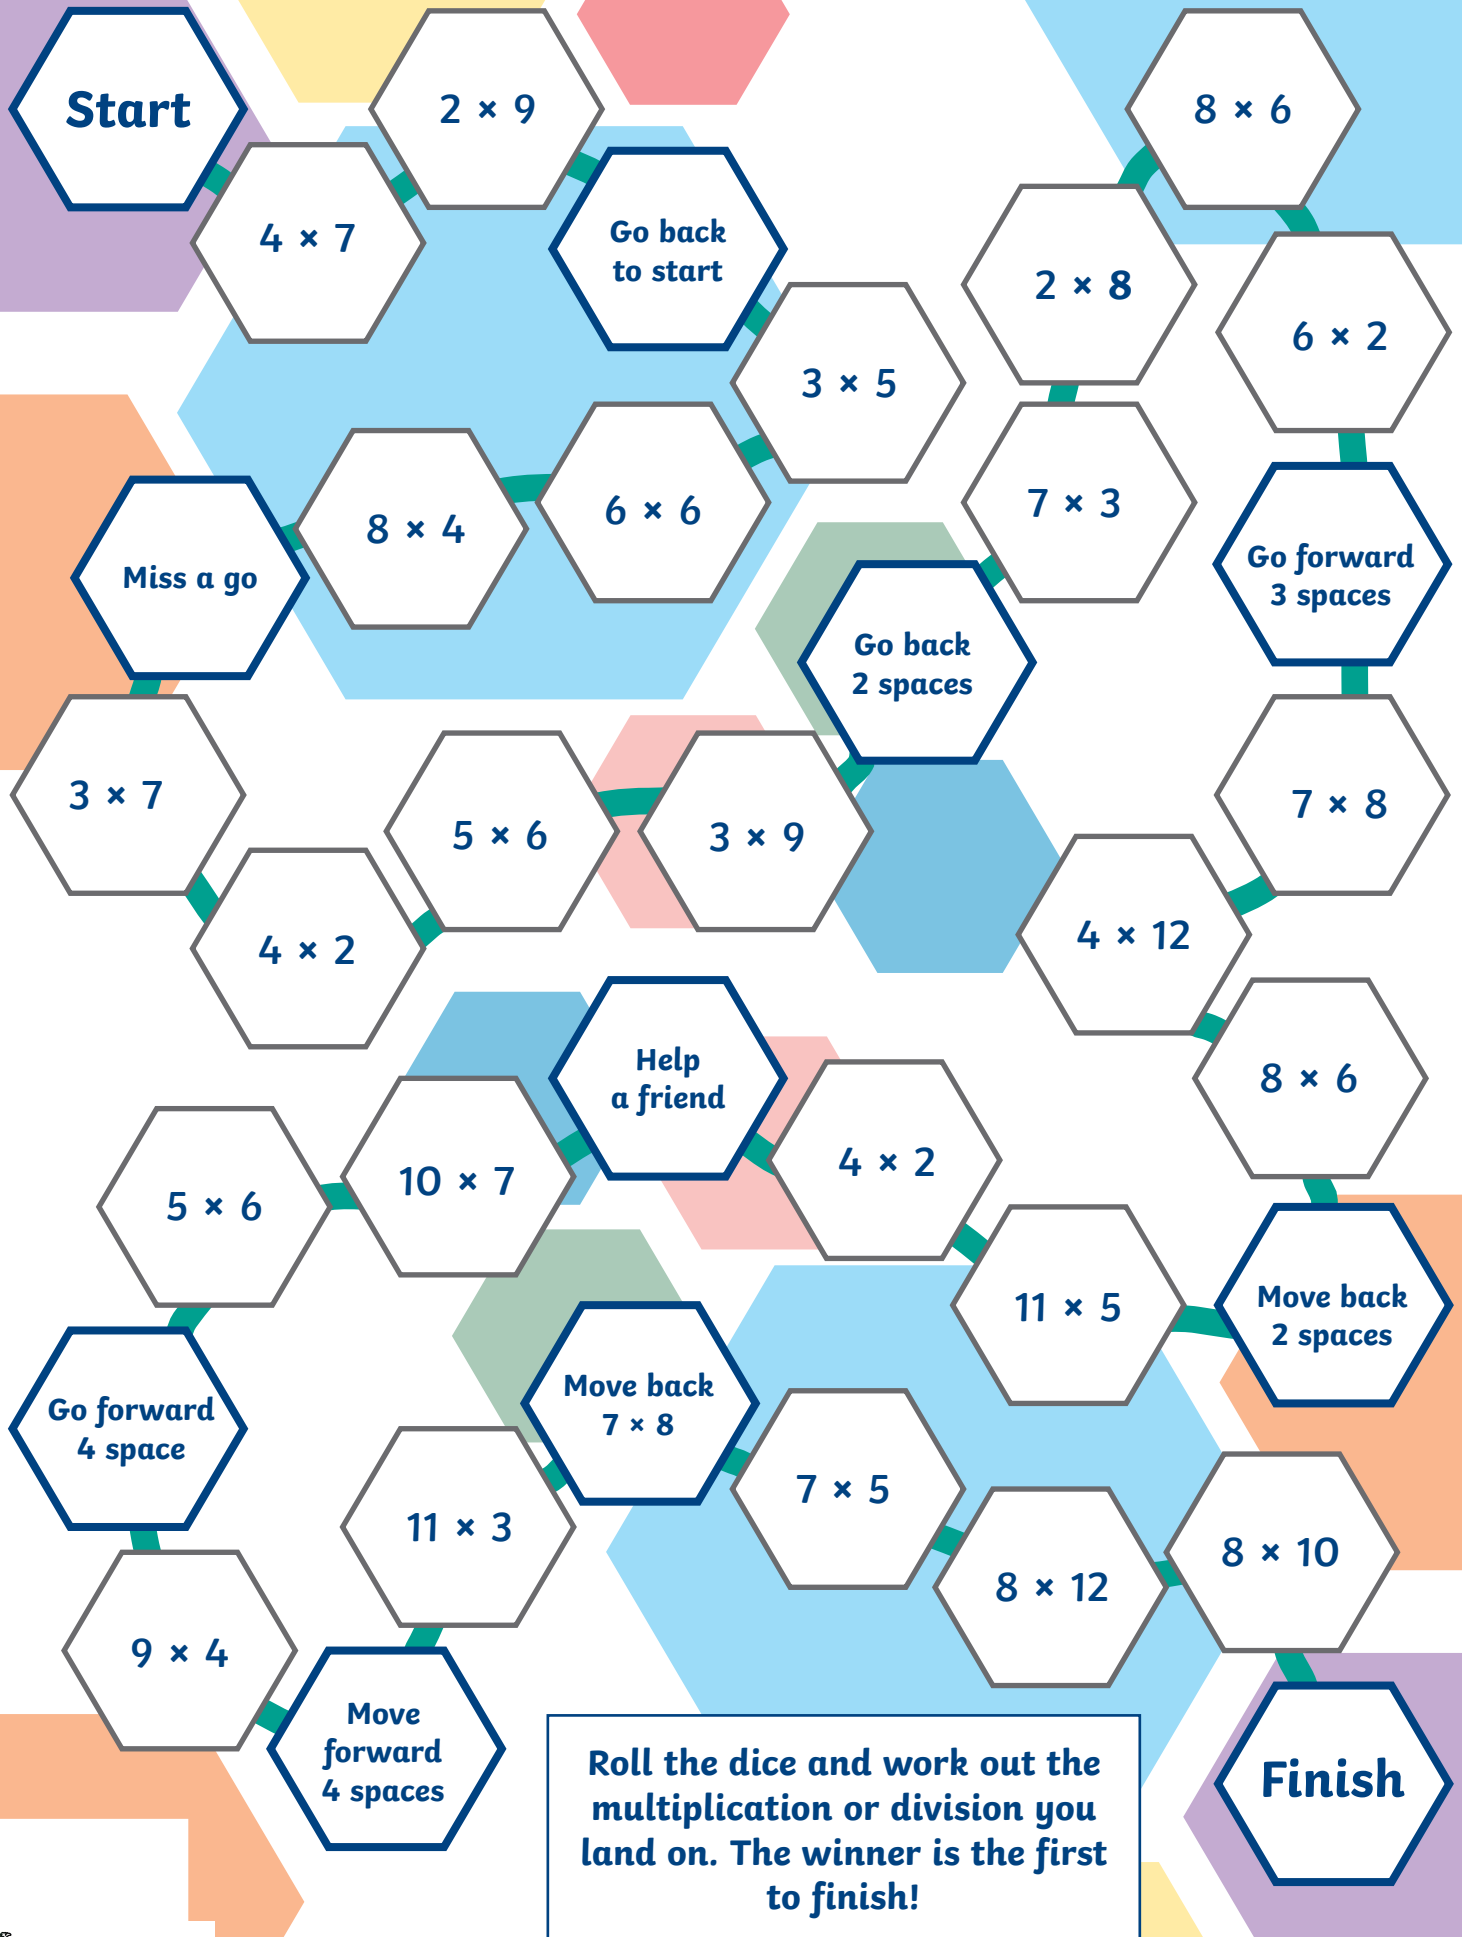 Start
4 × 7
2 × 9
Go back
to start
3 × 5
6 × 6
8 × 4
Miss a go
3 × 7
4 × 2
5 × 6
3 × 9
Go back
2 spaces
7 × 3
2 × 8
8 × 6
6 × 2
Go forward
3 spaces
7 × 8
4 × 12
8 × 6
Move back
2 spaces
11 × 5
4 × 2
Help
a friend
10 × 7
5 × 6
Go forward
4 space
9 × 4
Move
forward
4 spaces
11 × 3
Move back
7 × 8
7 × 5
8 × 12
8 × 10
Finish
Roll the dice and work out the
multiplication or division you
land on. The winner is the first
to finish!